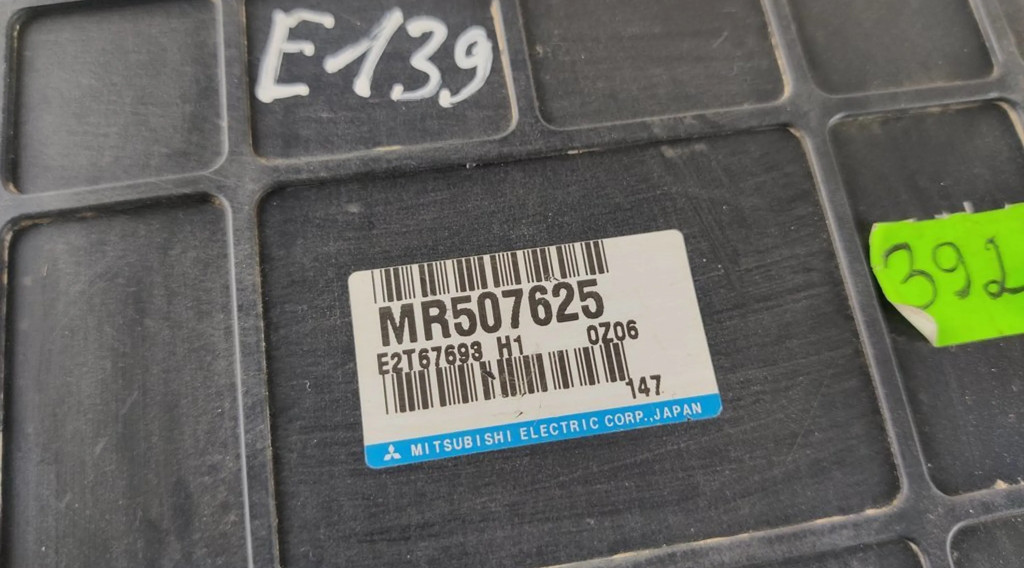 E139
MR507625
E2T67693 H1 0Z06
147
MITSUBISHI ELECTRIC CORP., JAPAN
392